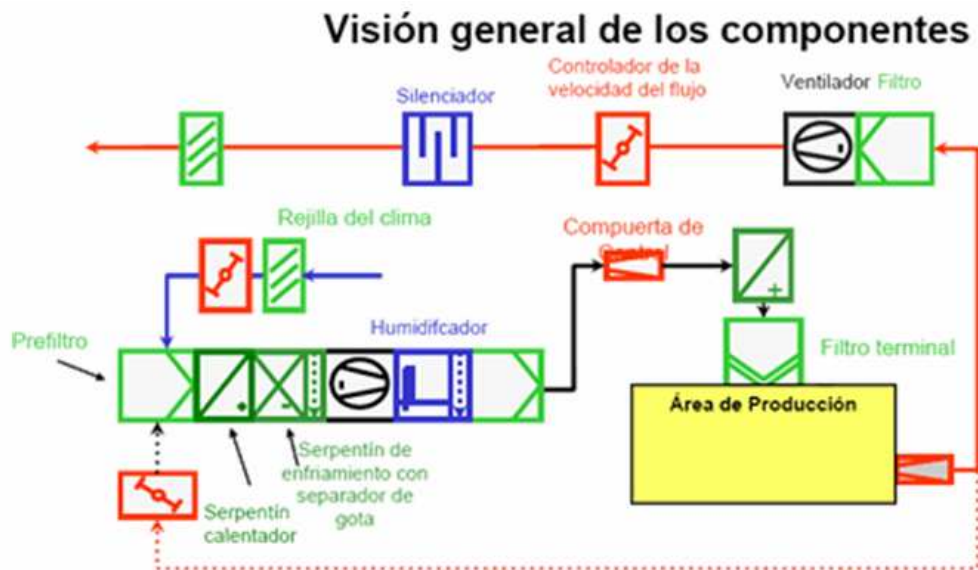 Visión general de los componentes
Controlador de la
velocidad del flujo
Ventilador Filtro
Silenciador
Rejilla del clima
Compuerta de
Control
Prefiltro
Humidifcador
Filtro terminal
Área de Producción
Serpentín de
enfriamiento con
separador de
gota
Serpentín
calentador